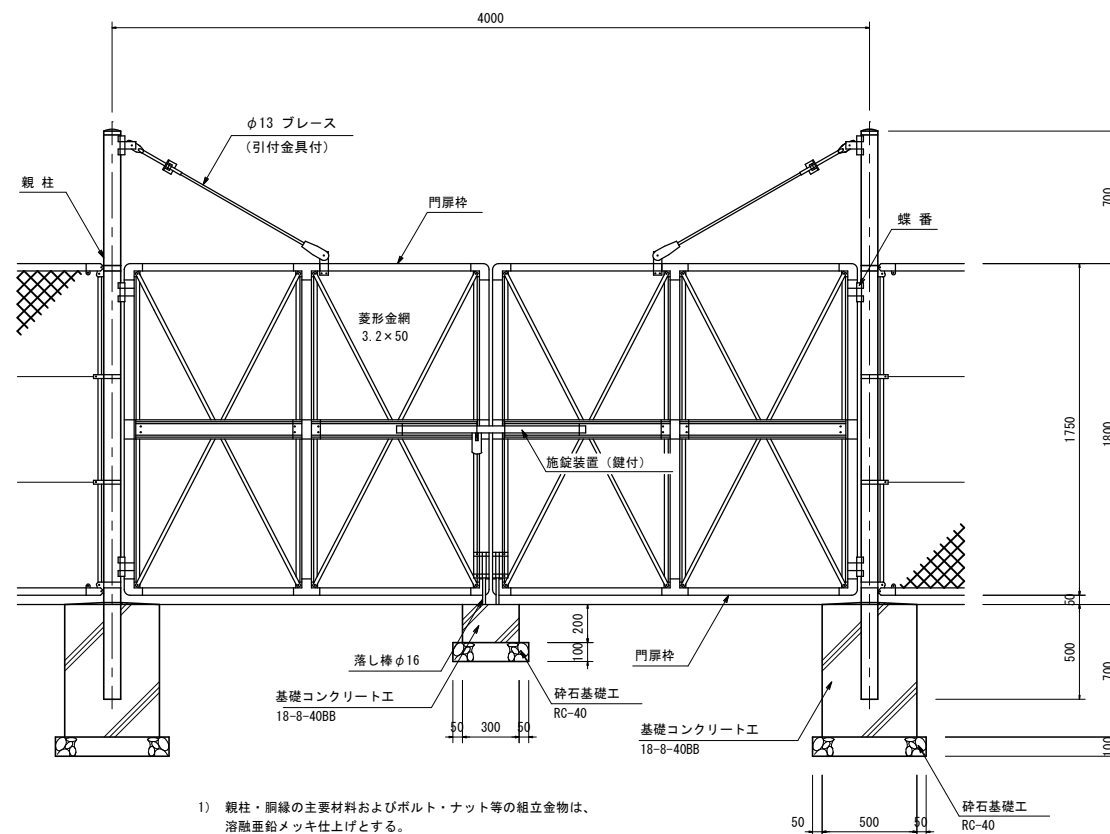 4000
φ13 ブレース
(引付金具付)
親 柱
門扉枠
蝶 番
700
菱形金網
3.2×50
1750
1800
施錠装置（鍵付）
50
200
100
500
700
落し棒φ16
門扉枠
基礎コンクリート工
18-8-40BB
砕石基礎工
RC-40
50
300
50
基礎コンクリート工
18-8-40BB
100
1) 親柱・胴縁の主要材料およびボルト・ナット等の組立金物は、
溶融亜鉛メッキ仕上げとする。
砕石基礎工
RC-40
50
500
50